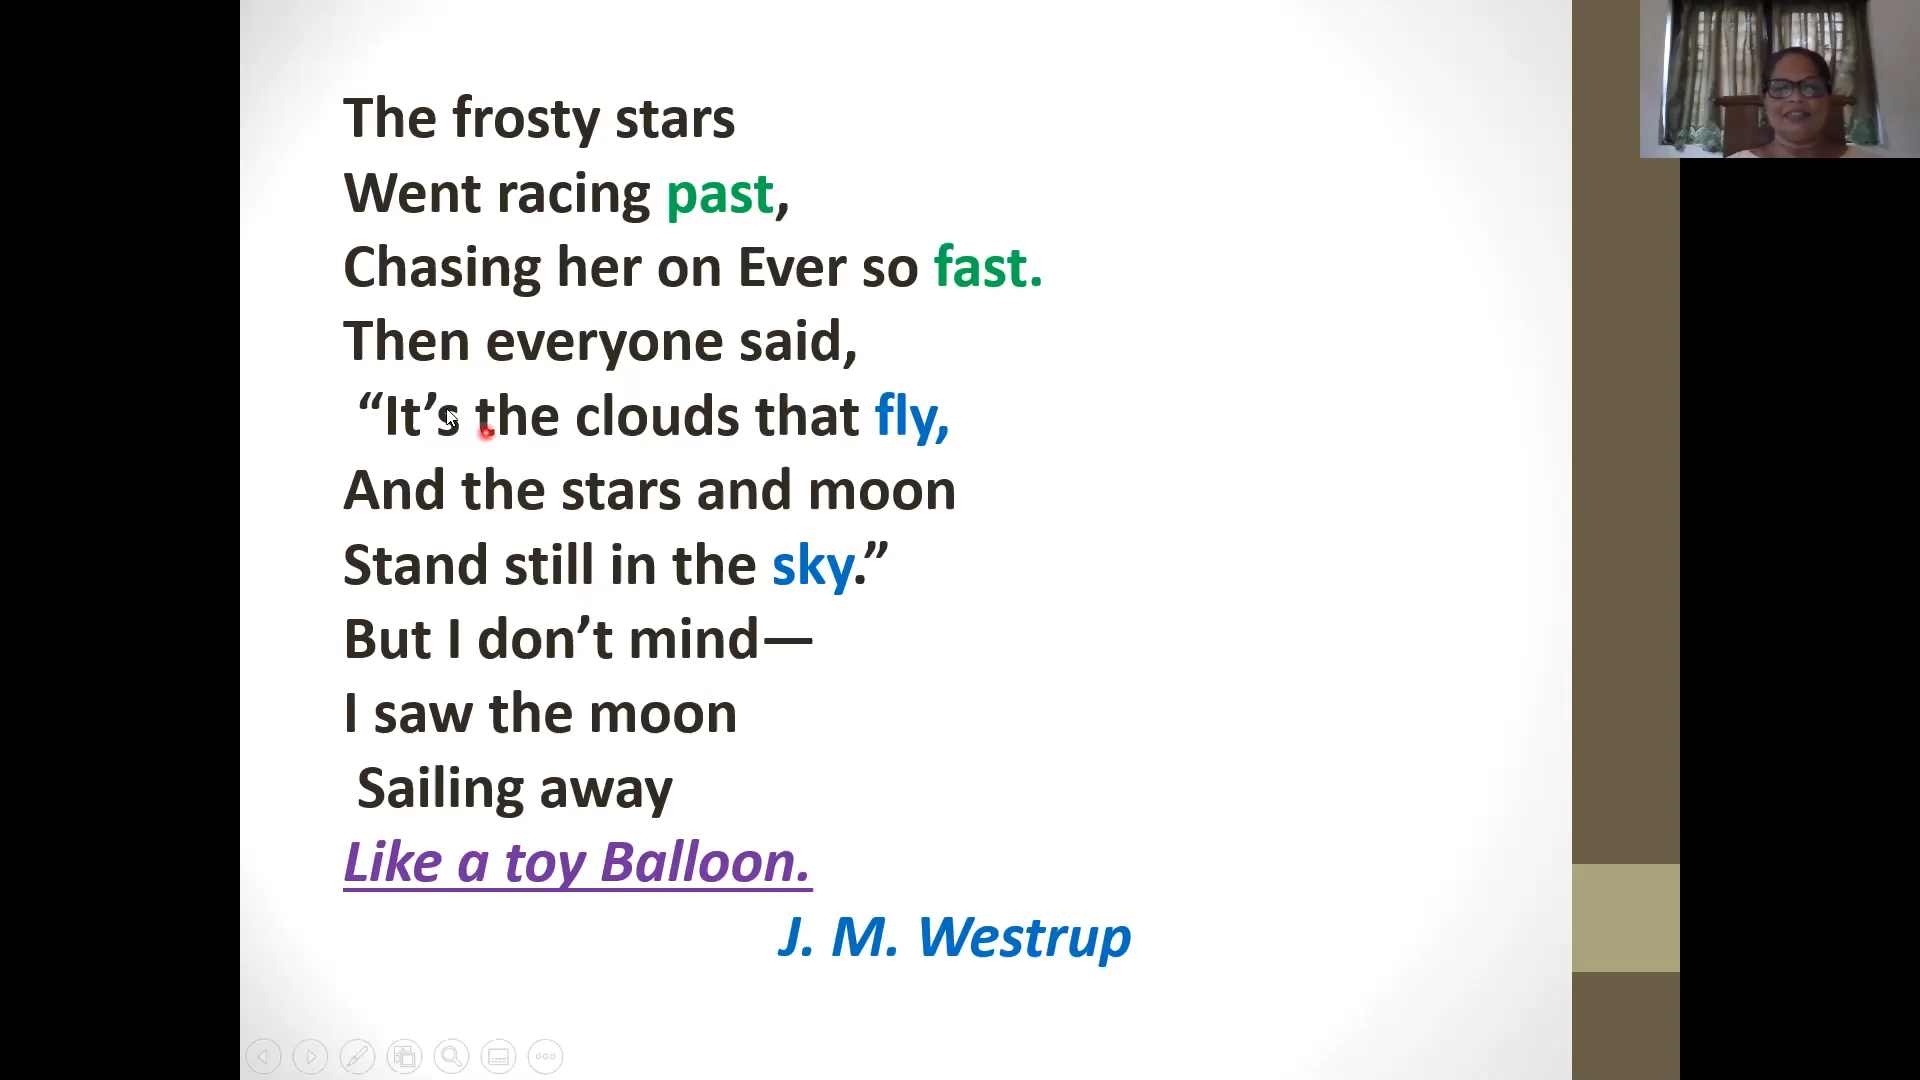 The frosty stars
Went racing past,
Chasing her on Ever so fast.
Then everyone said,
“It’s the clouds that fly,
And the stars and moon
Stand still in the sky.”
But I don’t mind—
I saw the moon
Sailing away
Like a toy Balloon.
J. M. Westrup